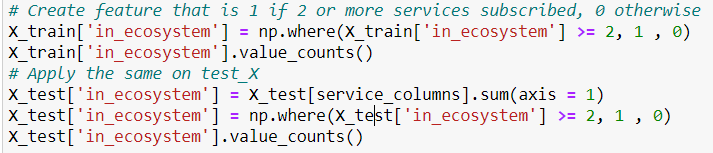 # Create feature that is 1 if 2 or more services subscribed, 0 otherwise
X_train['in_ecosystem'] = np.where(X_train['in_ecosystem'] >= 2, 1 , 0)
X_train['in_ecosystem'].value_counts()
# Apply the same on test_X
X_test['in_ecosystem'] = X_test[service_columns].sum(axis = 1)
X_test['in_ecosystem'] = np.where(X_test['in_ecosystem'] >= 2, 1 , 0)
X_test['in_ecosystem'].value_counts()